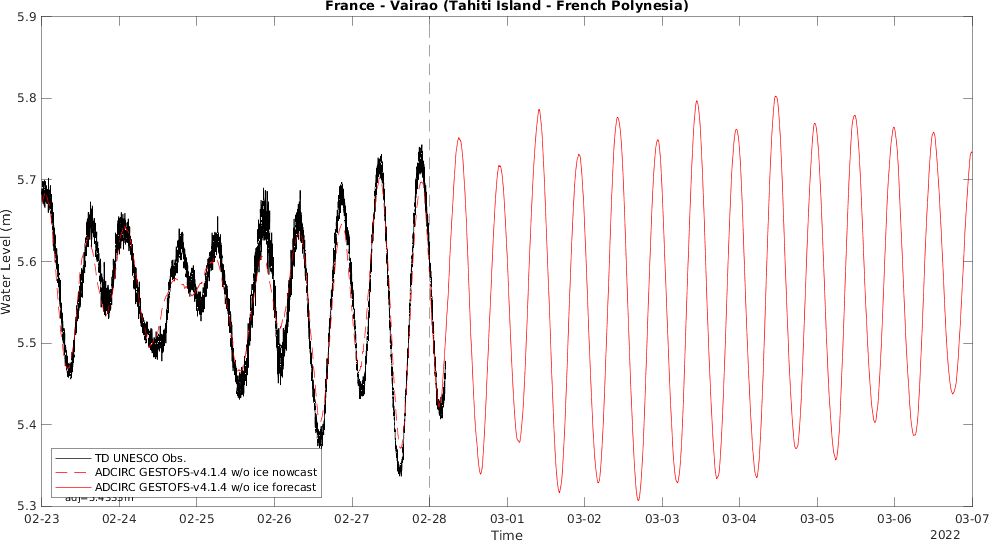 France - Vairao (Tahiti Island - French Polynesia)
5.9
5.8
5.7
5.6
5.5
5.4
5.3
Water Level (m)
TD UNESCO Obs.
ADCIRC GESTOFS-v4.1.4 w/o ice nowcast
ADCIRC GESTOFS-v4.1.4 w/o ice forecast
02-23 02-24 02-25 02-26 02-27 02-28 03-01 03-02 03-03 03-04 03-05 03-06 03-07
Time
2022